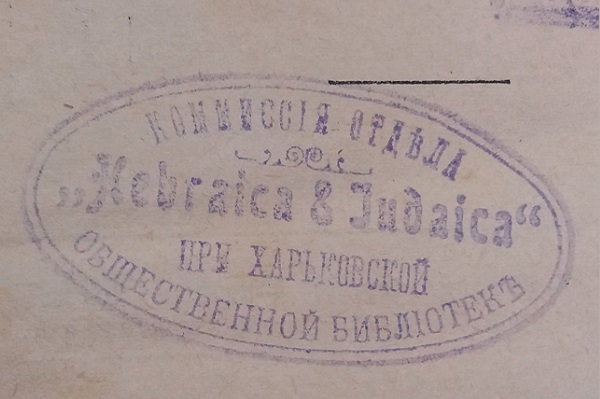 КОММИССІЯ ОТДѢЛА
„Hebraica & Judaica“
ПРИ ХАРЬКОВСКОЙ
ОБЩЕСТВЕННОЙ БИБЛІОТЕКѢ